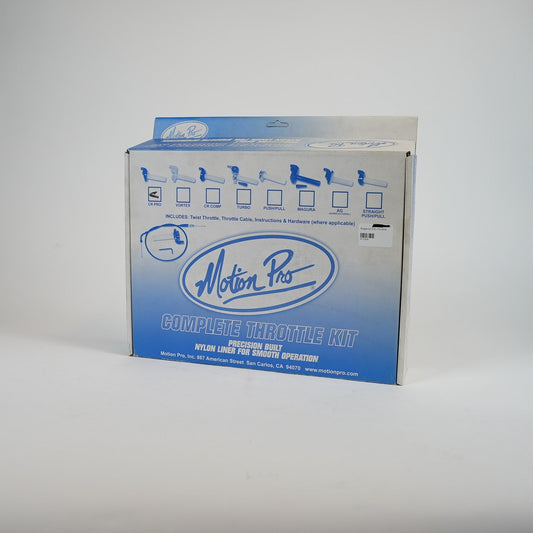 Motion Pro
CR PRO VORTEX CR COMP TURBO PUSH/PULL MAGURA AG STRAIGHT PUSH/PULL
INCLUDES: Twist Throttle, Throttle Cable, Instructions & Hardware (where applicable)
Motion Pro
COMPLETE THROTTLE KIT
PRECISION BUILT
NYLON LINER FOR SMOOTH OPERATION
Motion Pro, Inc. 867 American Street San Carlos, CA 94070 www.motionpro.com